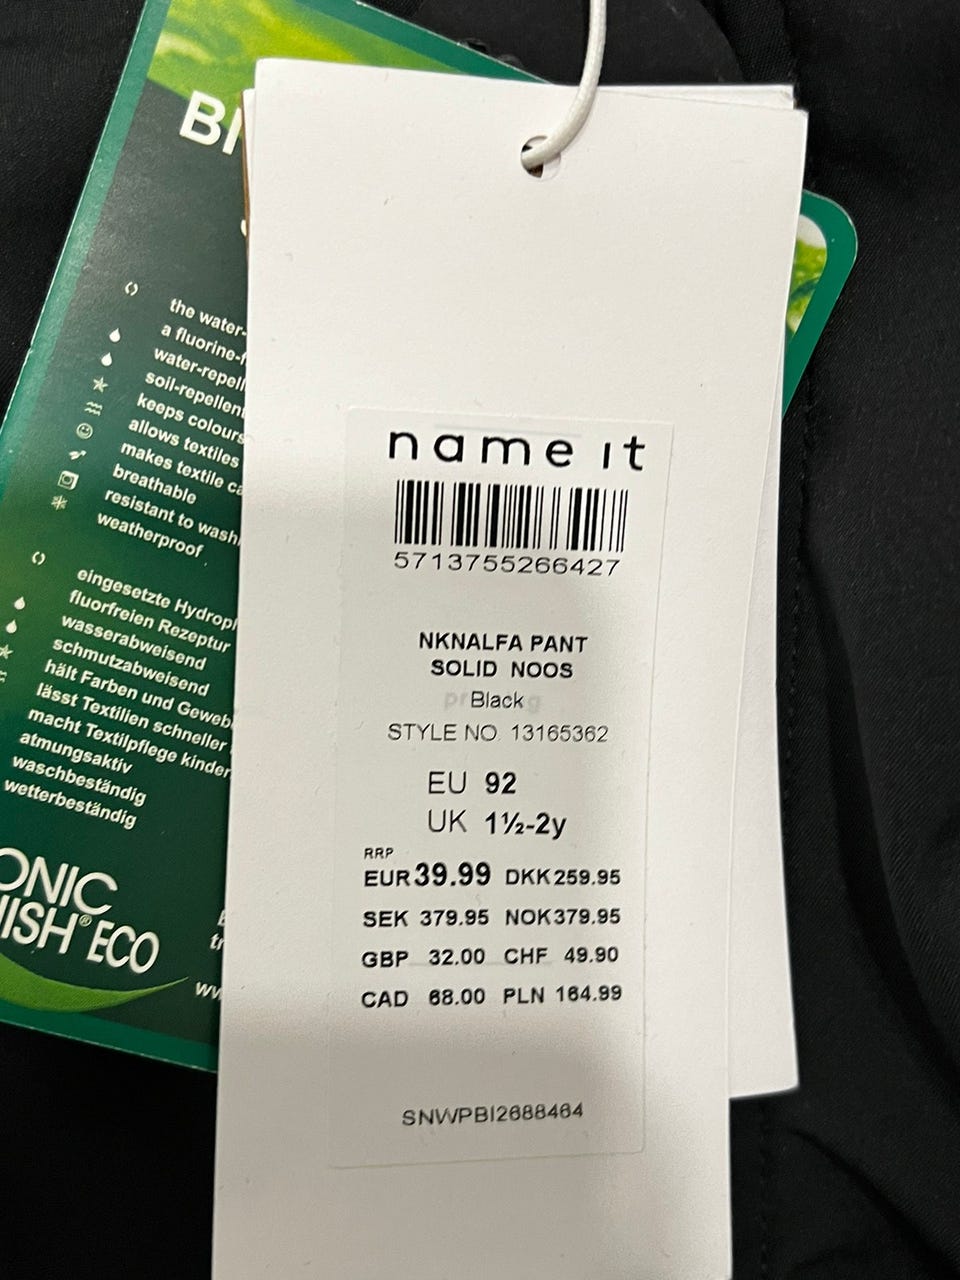 the water-
a fluorine-f
water-repell
soil-repellent
keeps colours
allows textiles
makes textile ca
breathable
resistant to wash
weatherproof
eingesetzte Hydroph
fluorfreien Rezeptur
wasserabweisend
schmutzabweisend
hält Farben und Geweb
lässt Textilien schneller
macht Textilpflege kinder
atmungsaktiv
waschbeständig
wetterbeständig
ONIC
ISH® ECO
name it
5713755266427
NKNALFA PANT
SOLID NOOS
Black
STYLE NO. 13165362
EU 92
UK 1½-2y
RRP
EUR 39.99 DKK 259.95
SEK 379.95 NOK 379.95
GBP 32.00 CHF 49.90
CAD 68.00 PLN 164.99
SNWPBI2688464